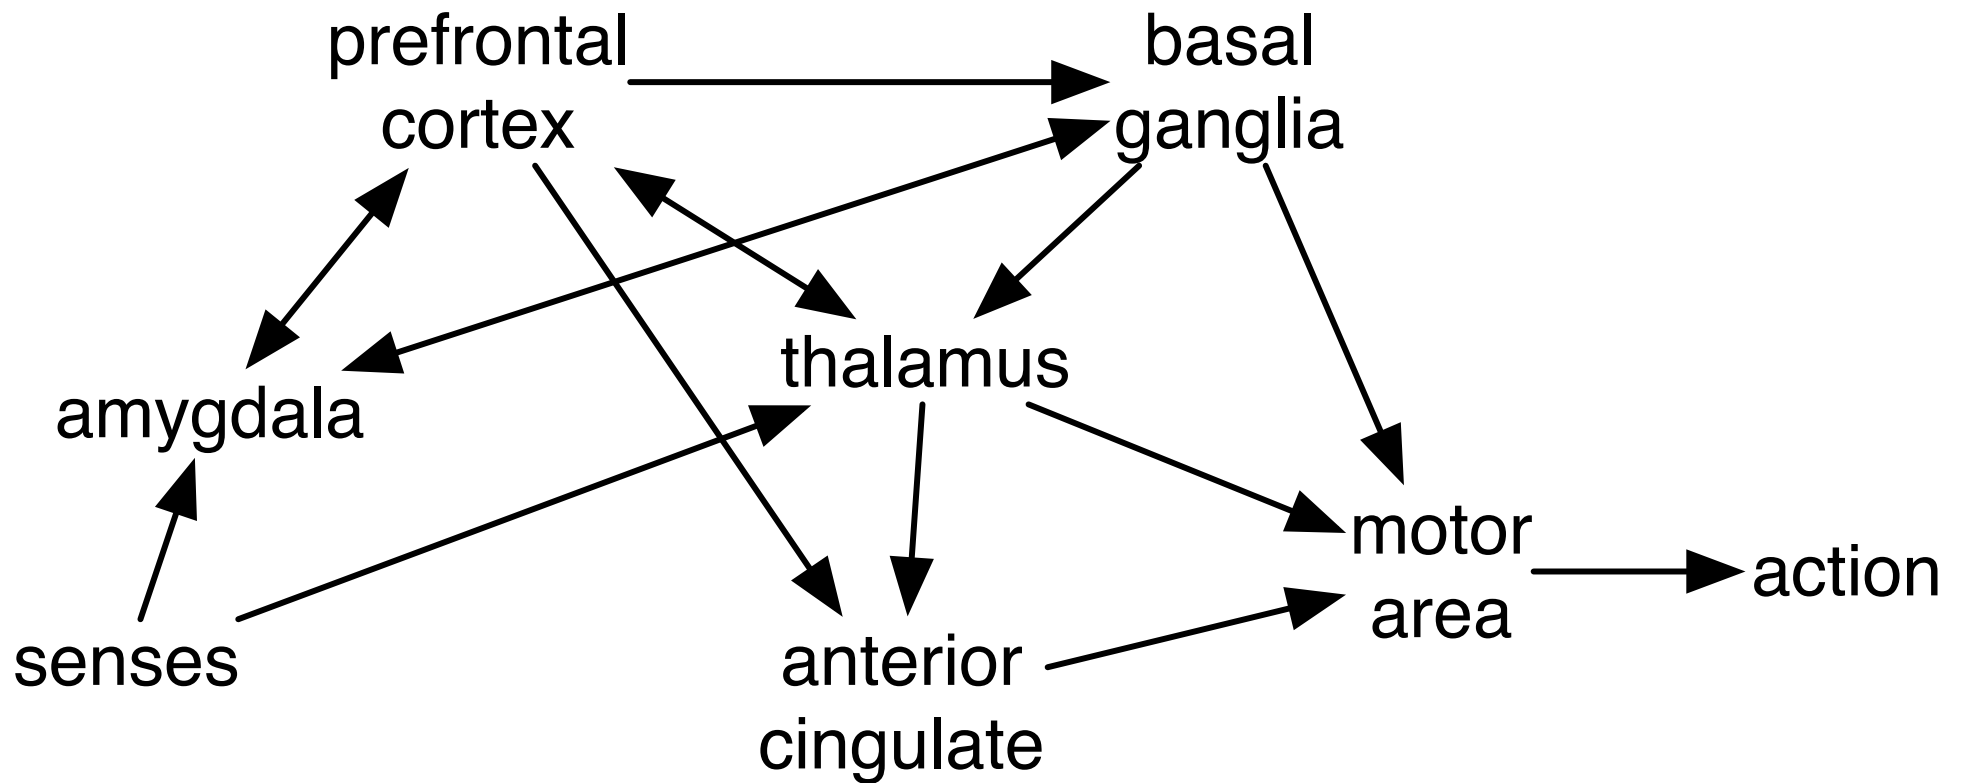 prefrontal
cortex
basal
ganglia
thalamus
amygdala
motor
area
action
senses
anterior
cingulate